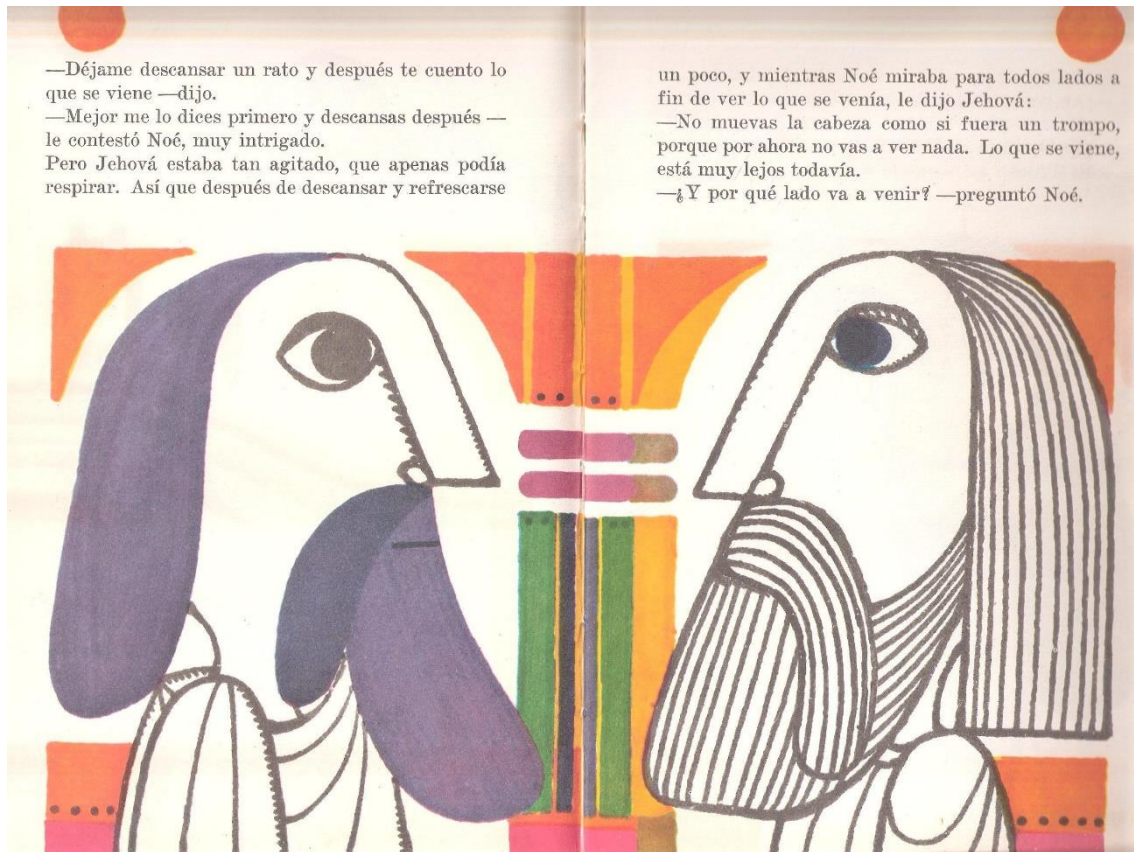 —Déjame descansar un rato y después te cuento lo
que se viene —dijo.
—Mejor me lo dices primero y descansas después —
le contestó Noé, muy intrigado.
Pero Jehová estaba tan agitado, que apenas podía
respirar. Así que después de descansar y refrescarse
un poco, y mientras Noé miraba para todos lados a
fin de ver lo que se venía, le dijo Jehová:
—No muevas la cabeza como si fuera un trompo,
porque por ahora no vas a ver nada. Lo que se viene,
está muy lejos todavía.
—¿Y por qué lado va a venir? —preguntó Noé.